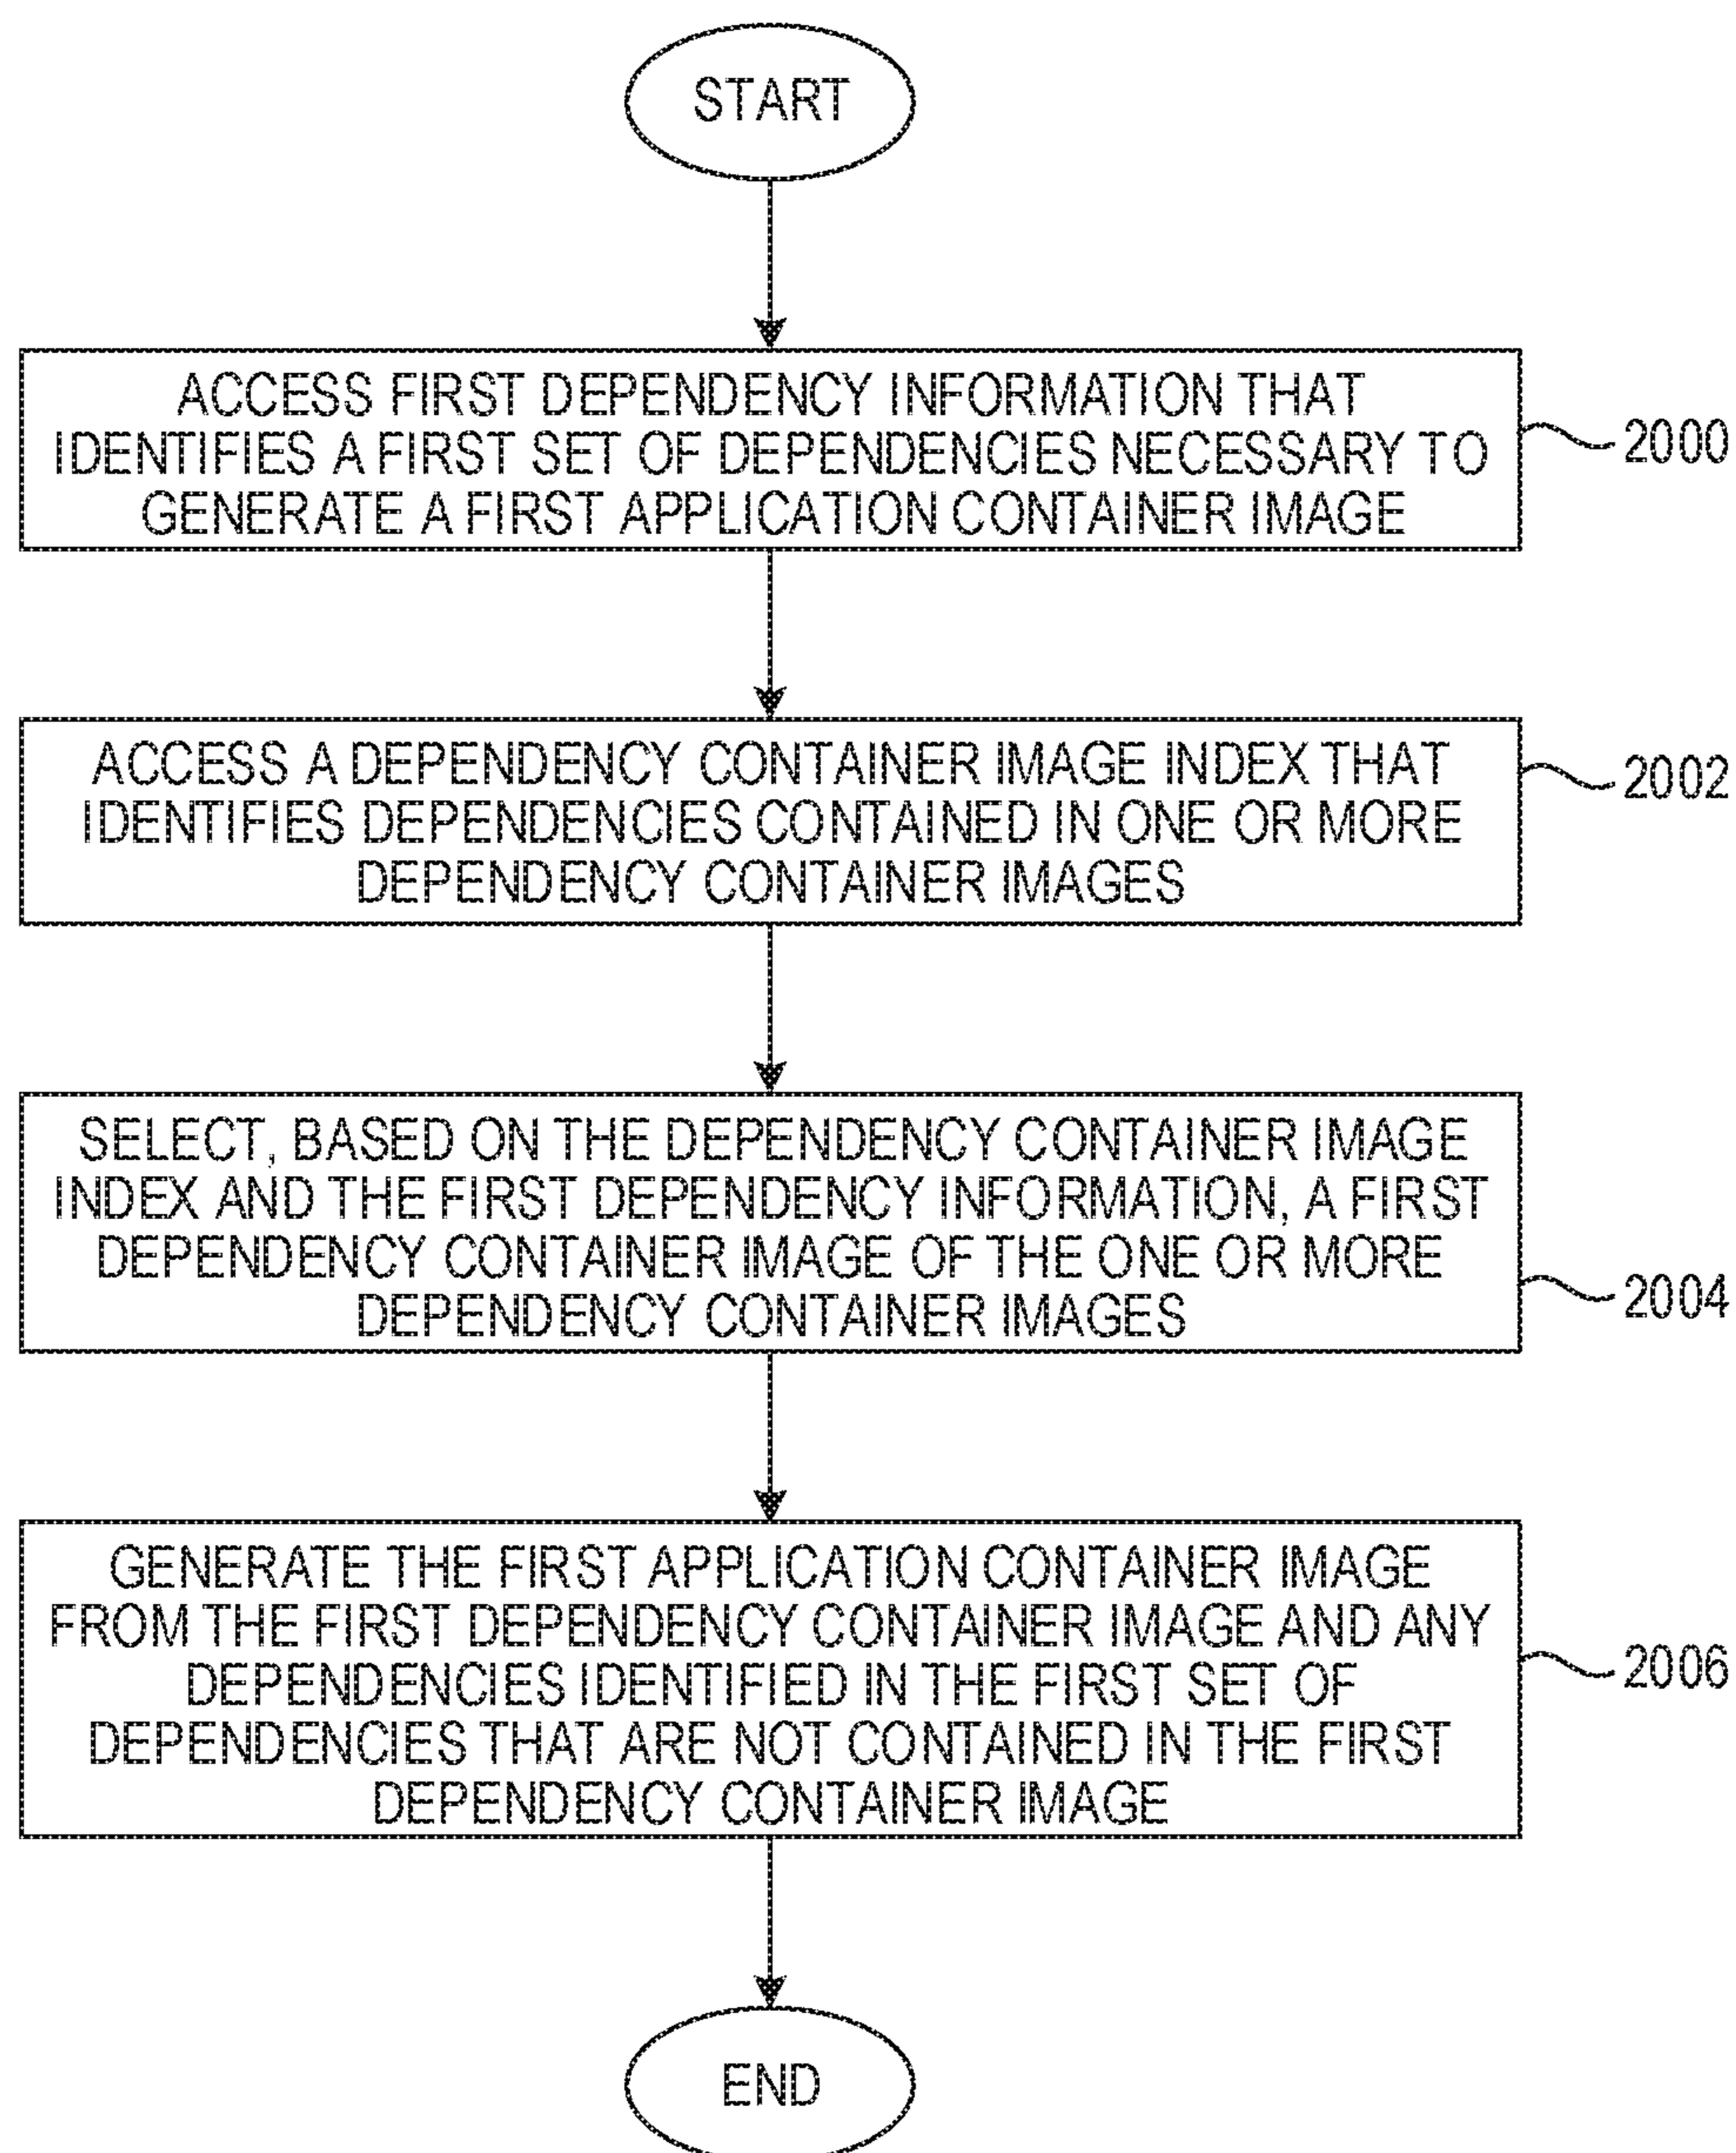 START
ACCESS FIRST DEPENDENCY INFORMATION THAT
IDENTIFIES A FIRST SET OF DEPENDENCIES NECESSARY TO
GENERATE A FIRST APPLICATION CONTAINER IMAGE
2000
ACCESS A DEPENDENCY CONTAINER IMAGE INDEX THAT
IDENTIFIES DEPENDENCIES CONTAINED IN ONE OR MORE
DEPENDENCY CONTAINER IMAGES
2002
SELECT, BASED ON THE DEPENDENCY CONTAINER IMAGE
INDEX AND THE FIRST DEPENDENCY INFORMATION, A FIRST
DEPENDENCY CONTAINER IMAGE OF THE ONE OR MORE
DEPENDENCY CONTAINER IMAGES
2004
GENERATE THE FIRST APPLICATION CONTAINER IMAGE
FROM THE FIRST DEPENDENCY CONTAINER IMAGE AND ANY
DEPENDENCIES IDENTIFIED IN THE FIRST SET OF
DEPENDENCIES THAT ARE NOT CONTAINED IN THE FIRST
DEPENDENCY CONTAINER IMAGE
2006
END